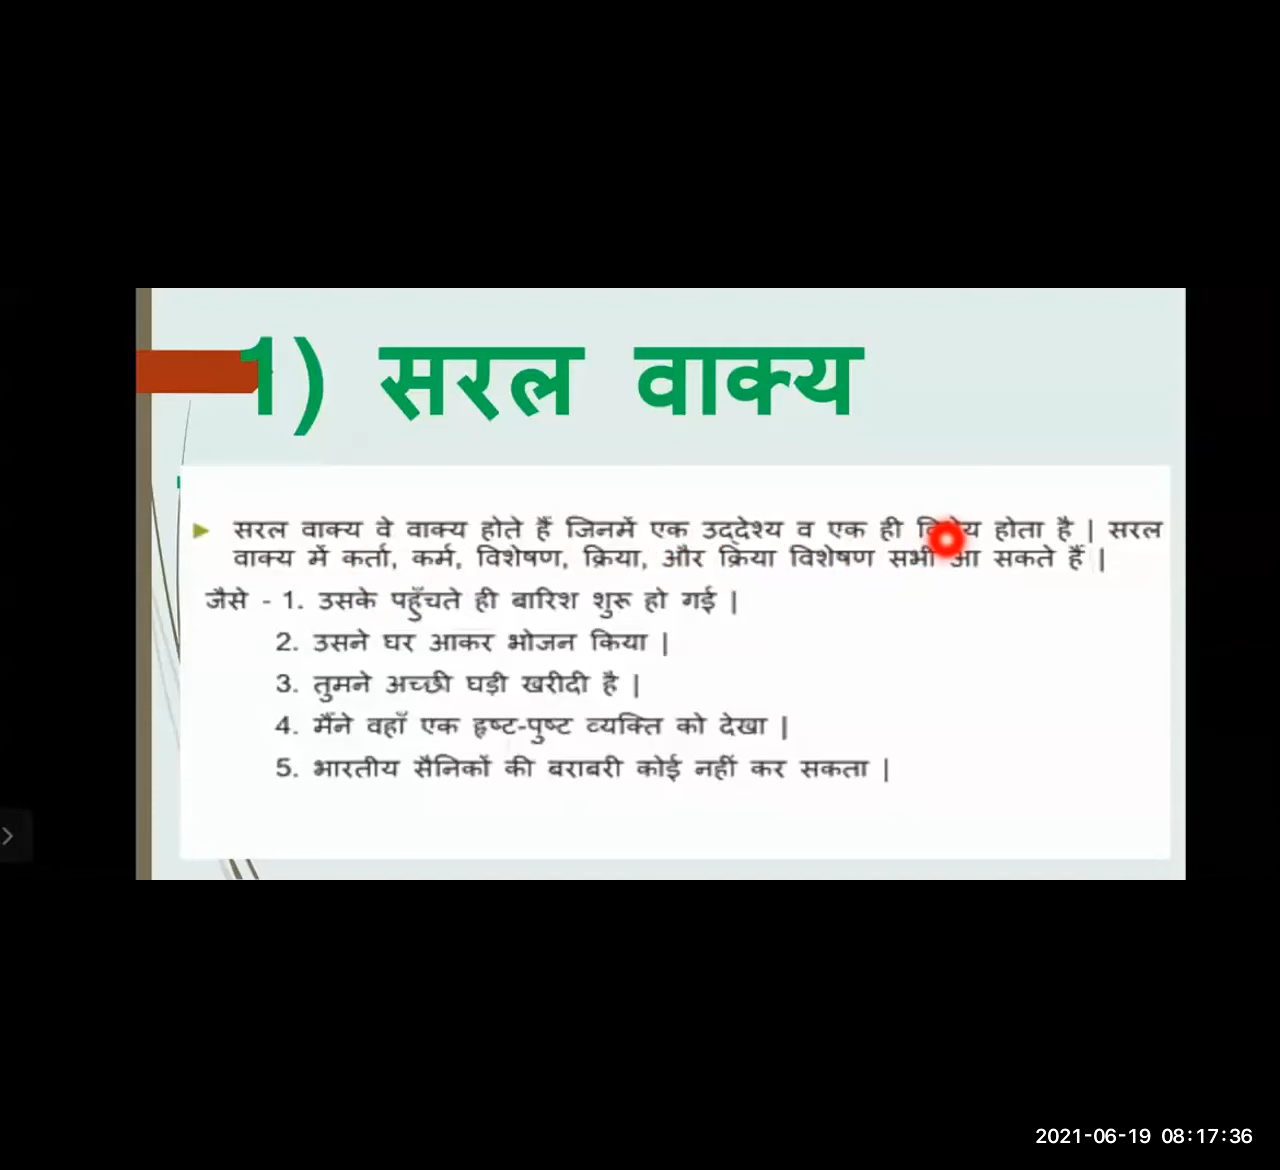 1) सरल वाक्य
सरल वाक्य वे वाक्य होते हैं जिनमें एक उद्देश्य व एक ही होता है | सरल
वाक्य में कर्ता, कर्म, विशेषण, क्रिया, और क्रिया विशेषण सभी आ सकते हैं |
जैसे - 1. उसके पहुँचते ही बारिश शुरू हो गई |
2. उसने घर आकर भोजन किया |
3. तुमने अच्छी घड़ी खरीदी है |
4. मैंने वहाँ एक हृष्ट-पुष्ट व्यक्ति को देखा |
5. भारतीय सैनिकों की बराबरी कोई नहीं कर सकता |
2021-06-19 08:17:36